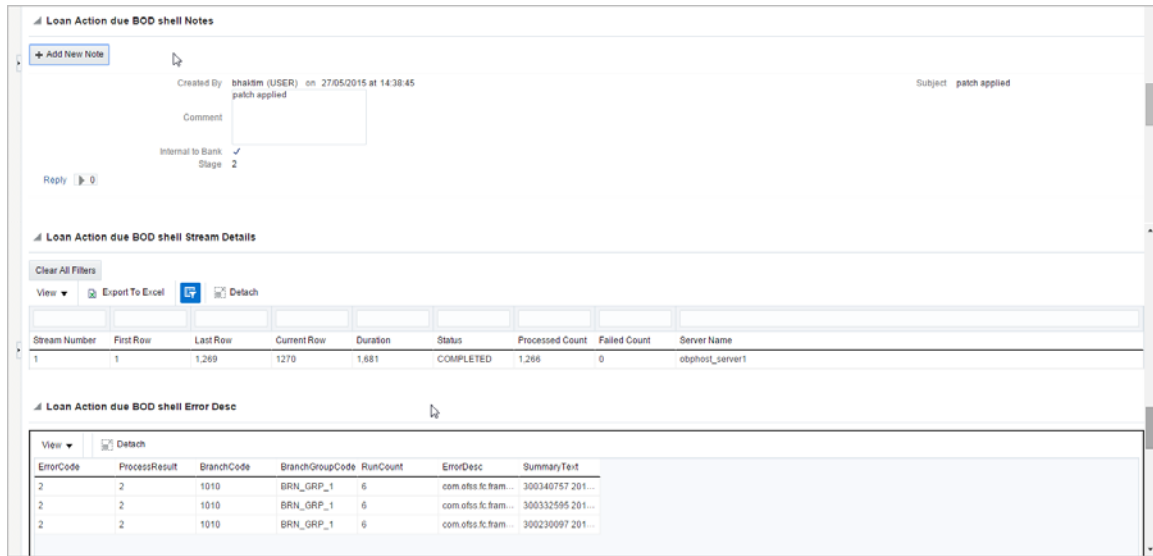 Loan Action due BOD shell Notes
+ Add New Note
Created By bhaktim (USER) on 27/05/2015 at 14:38:45 Subject patch applied
Comment patch applied
Internal to Bank ✓
Stage 2
Reply 0
Loan Action due BOD shell Stream Details
Clear All Filters
View Export To Excel Detach
Stream Number First Row Last Row Current Row Duration Status Processed Count Failed Count Server Name
1 1 1,269 1270 1,681 COMPLETED 1,266 0 obphost_server1
Loan Action due BOD shell Error Desc
View Detach
ErrorCode ProcessResult BranchCode BranchGroupCode RunCount ErrorDesc SummaryText
2 2 1010 BRN_GRP_1 6 com.ofss.fc.fram... 300340757 201...
2 2 1010 BRN_GRP_1 6 com.ofss.fc.fram... 300332595 201...
2 2 1010 BRN_GRP_1 6 com.ofss.fc.fram... 300230097 201...